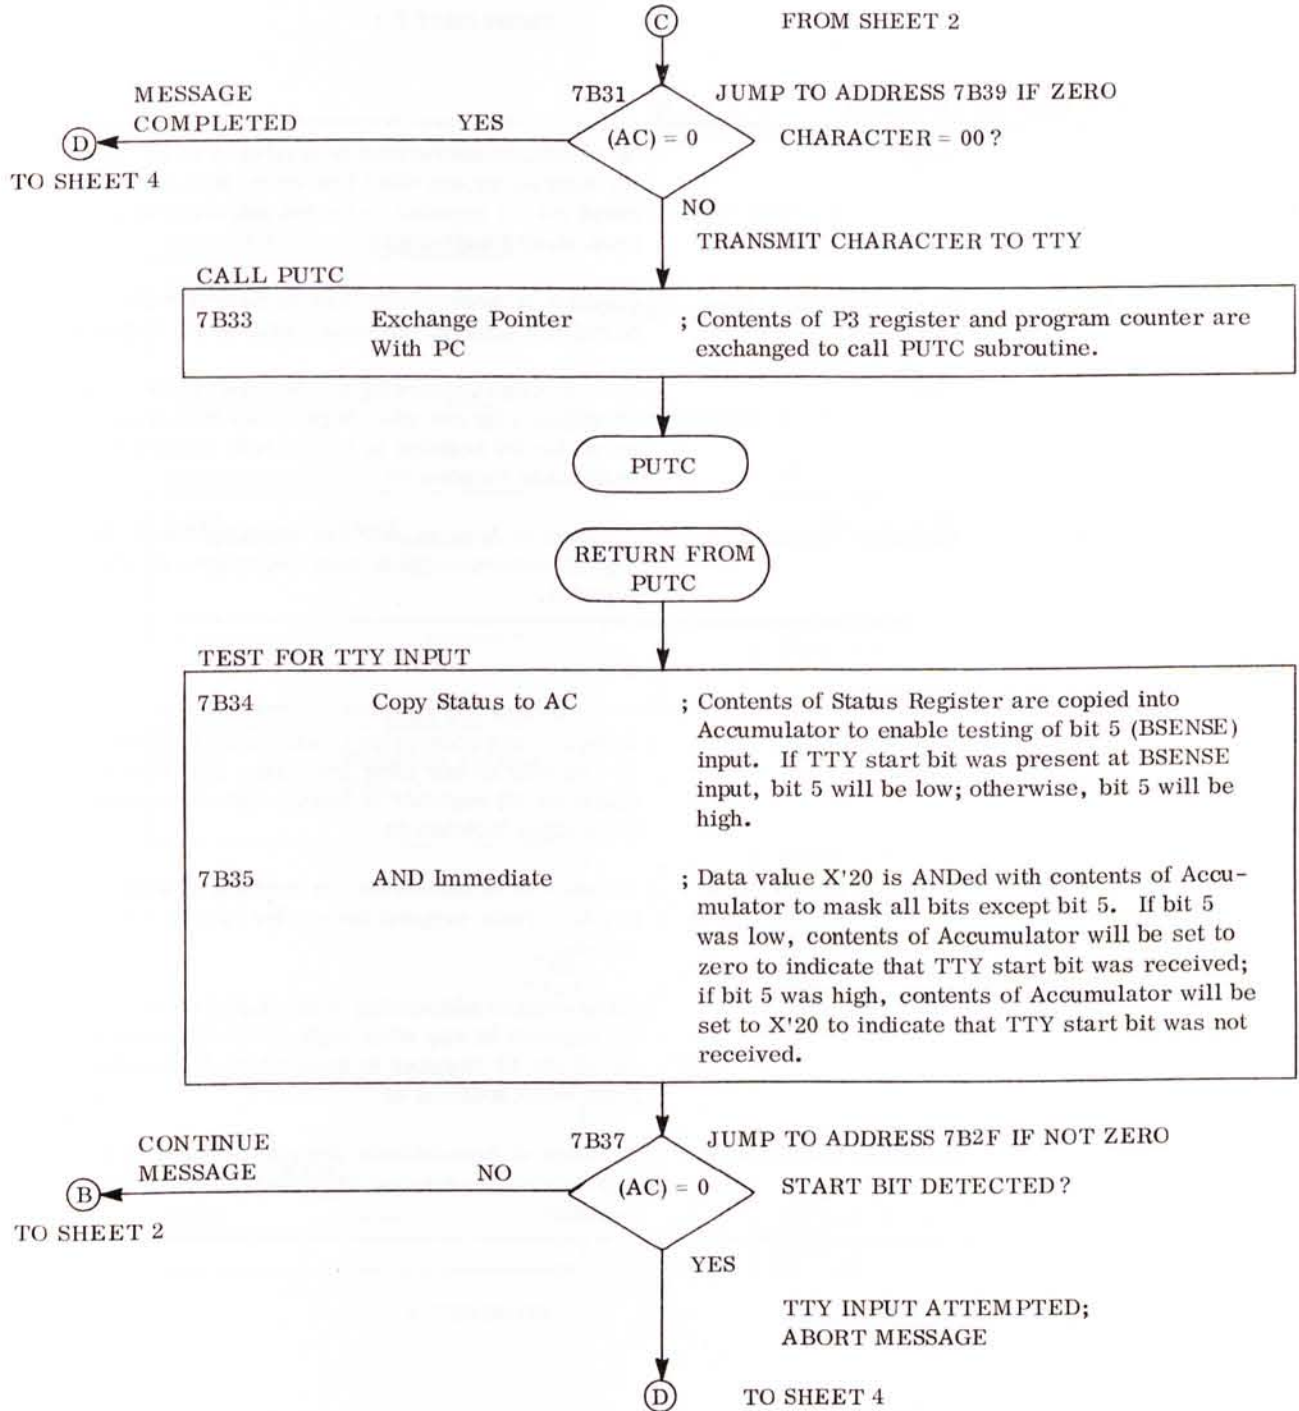 C FROM SHEET 2
7B31 JUMP TO ADDRESS 7B39 IF ZERO
MESSAGE
COMPLETED YES (AC) = 0 CHARACTER = 00 ?
D
TO SHEET 4
NO
TRANSMIT CHARACTER TO TTY
CALL PUTC
7B33 Exchange Pointer ; Contents of P3 register and program counter are
With PC exchanged to call PUTC subroutine.
PUTC
RETURN FROM
PUTC
TEST FOR TTY INPUT
7B34 Copy Status to AC ; Contents of Status Register are copied into
Accumulator to enable testing of bit 5 (BSENSE)
input. If TTY start bit was present at BSENSE
input, bit 5 will be low; otherwise, bit 5 will be
high.
7B35 AND Immediate ; Data value X'20 is ANDed with contents of Accu-
mulator to mask all bits except bit 5. If bit 5
was low, contents of Accumulator will be set to
zero to indicate that TTY start bit was received;
if bit 5 was high, contents of Accumulator will be
set to X'20 to indicate that TTY start bit was not
received.
7B37 JUMP TO ADDRESS 7B2F IF NOT ZERO
CONTINUE
MESSAGE NO (AC) = 0 START BIT DETECTED ?
B
TO SHEET 2
YES
TTY INPUT ATTEMPTED;
ABORT MESSAGE
D TO SHEET 4